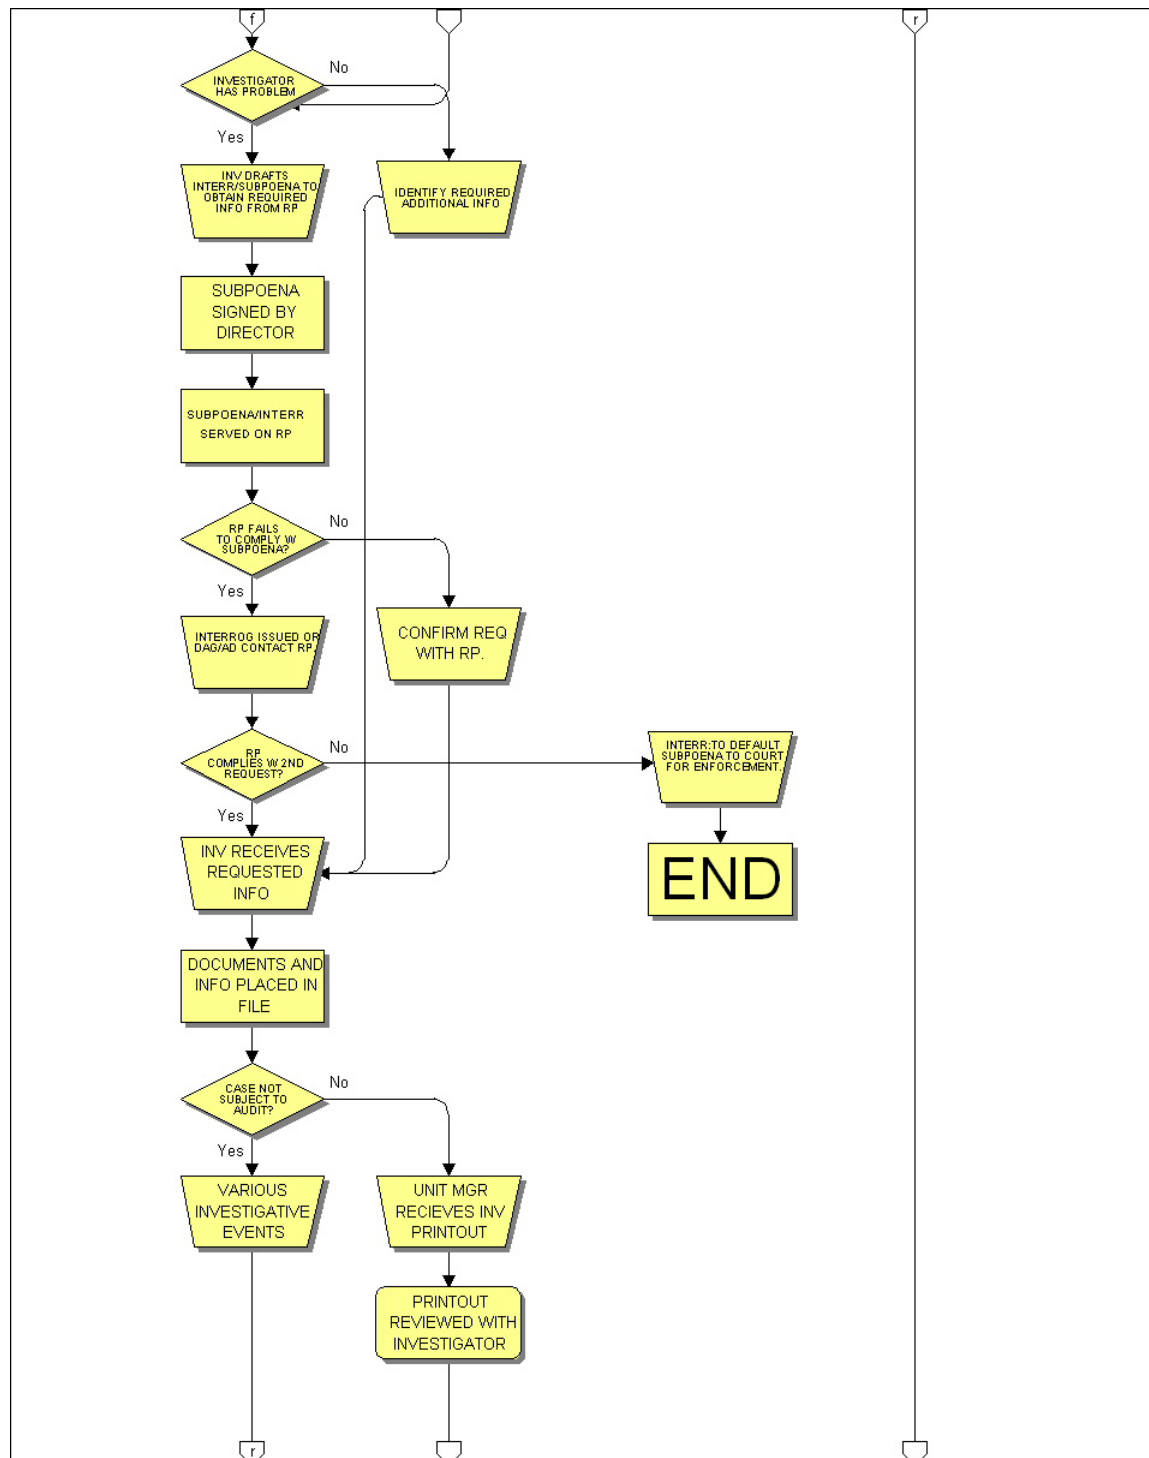 f
r
INVESTIGATOR
HAS PROBLEM
No
Yes
INV DRAFTS
INTERR/SUBPOENA TO
OBTAIN REQUIRED
INFO FROM RP
IDENTIFY REQUIRED
ADDITIONAL INFO
SUBPOENA
SIGNED BY
DIRECTOR
SUBPOENA/INTERR
SERVED ON RP
RP FAILS
TO COMPLY W
SUBPOENA?
No
Yes
INTERROG ISSUED OR
DAG/AD CONTACT RP.
CONFIRM REQ
WITH RP.
RP
COMPLIES W 2ND
REQUEST?
No
Yes
INTERR:TO DEFAULT
SUBPOENA TO COURT
FOR ENFORCEMENT.
INV RECEIVES
REQUESTED
INFO
END
DOCUMENTS AND
INFO PLACED IN
FILE
CASE NOT
SUBJECT TO
AUDIT?
No
Yes
VARIOUS
INVESTIGATIVE
EVENTS
UNIT MGR
RECIEVES INV
PRINTOUT
PRINTOUT
REVIEWED WITH
INVESTIGATOR
r